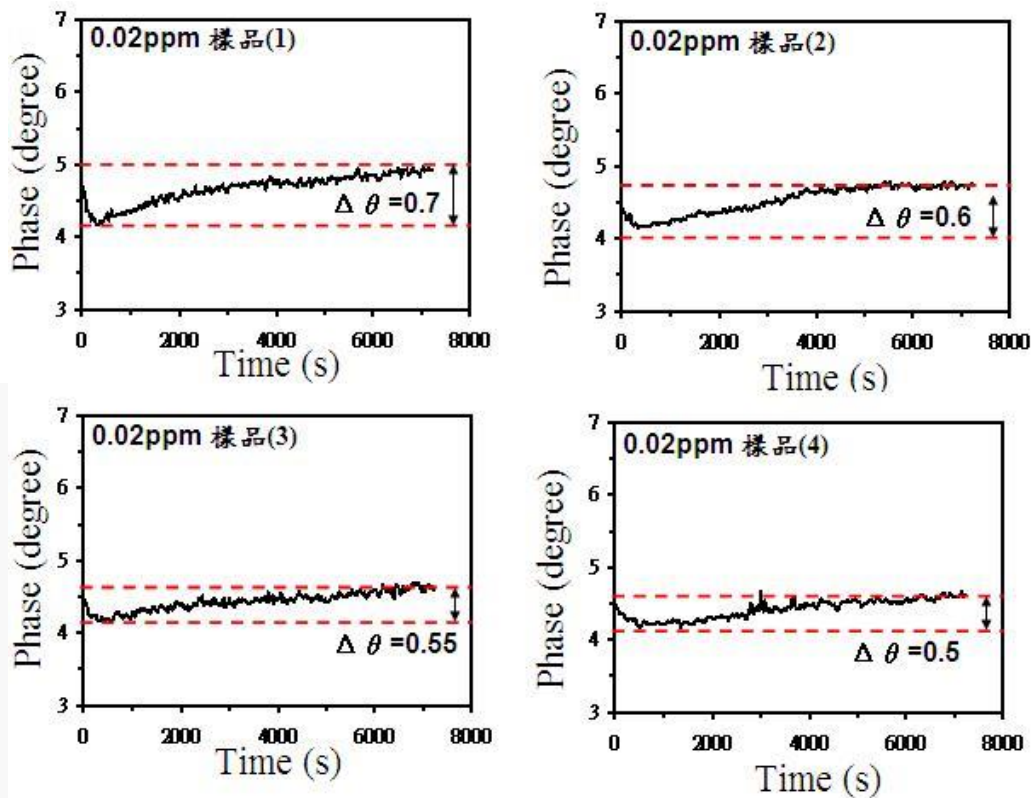 0.02ppm 樣品(1)
Phase (degree)
7
6
5
4
3
Δ θ =0.7
0 2000 4000 6000 8000
Time (s)
0.02ppm 樣品(2)
Phase (degree)
7
6
5
4
3
Δ θ =0.6
0 2000 4000 6000 8000
Time (s)
0.02ppm 樣品(3)
Phase (degree)
7
6
5
4
3
Δ θ =0.55
0 2000 4000 6000 8000
Time (s)
0.02ppm 樣品(4)
Phase (degree)
7
6
5
4
3
Δ θ =0.5
0 2000 4000 6000 8000
Time (s)